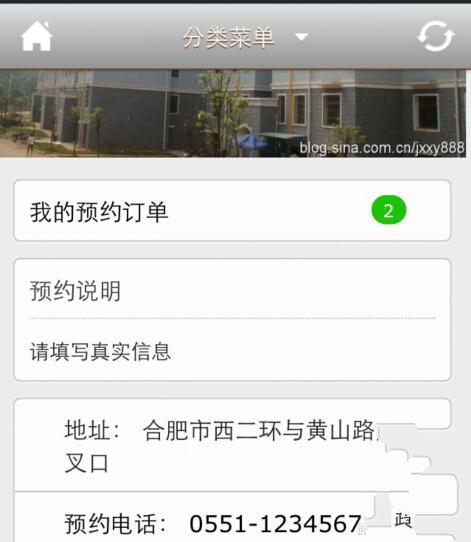 分类菜单
blog.sina.com.cn/jxxy888
我的预约订单 2
预约说明
请填写真实信息
地址： 合肥市西二环与黄山路
叉口
预约电话： 0551-1234567